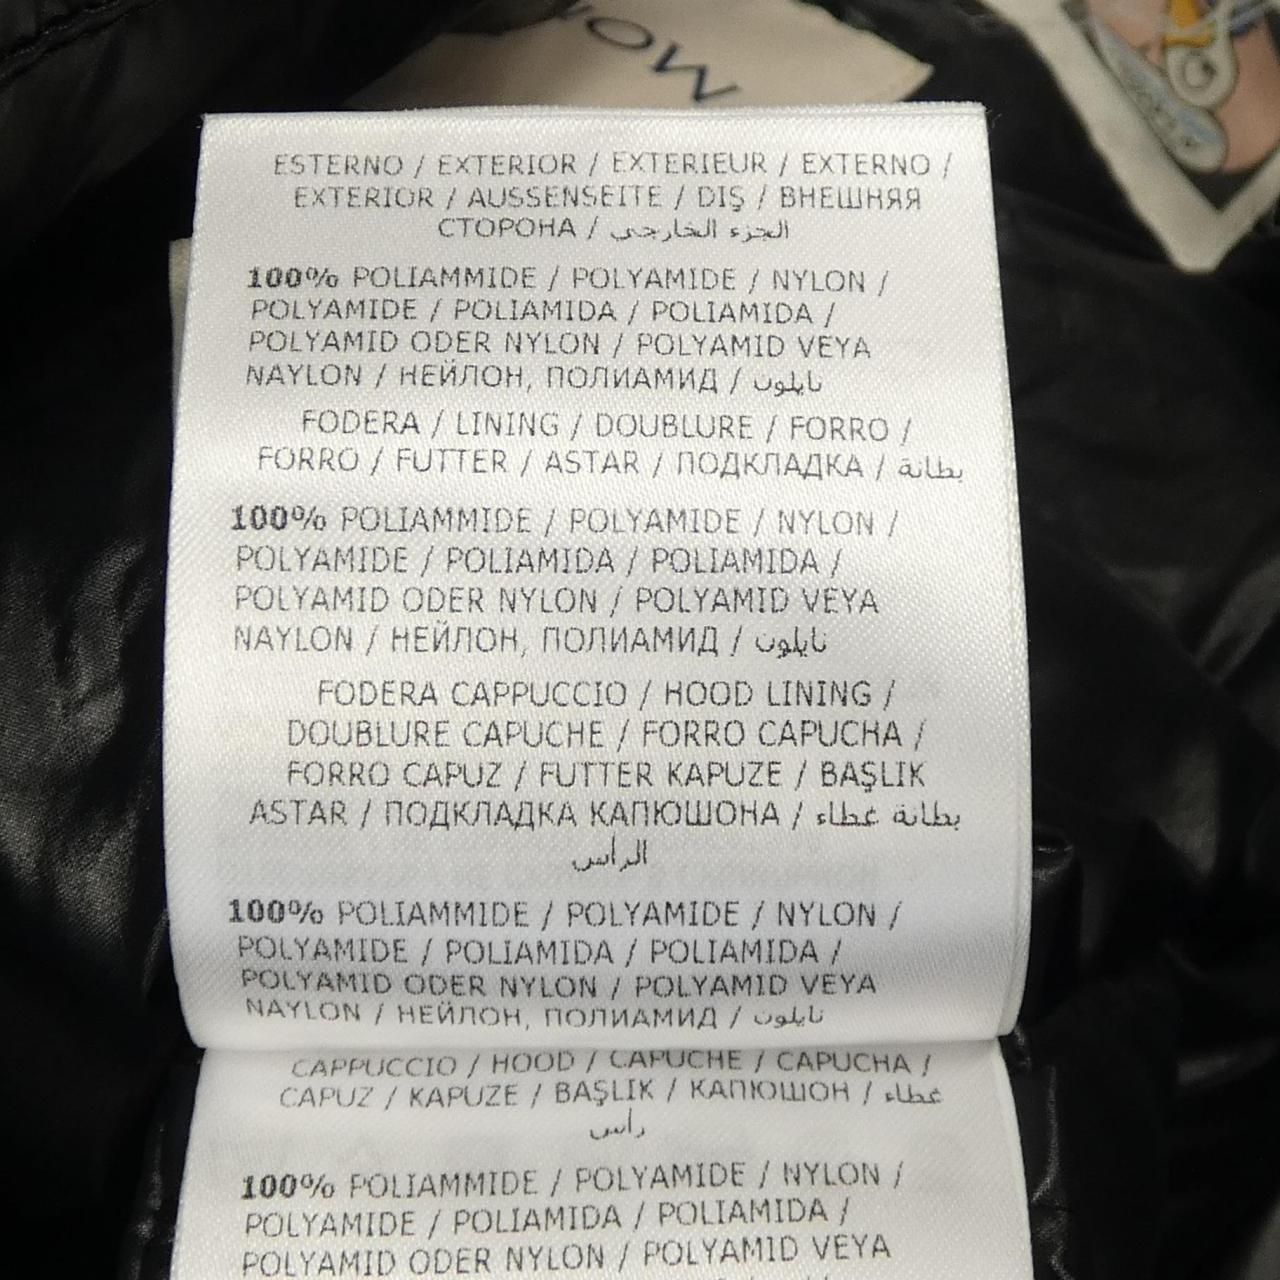 MO
ESTERNO / EXTERIOR / EXTERIEUR / EXTERNO /
EXTERIOR / AUSSENSEITE / DIŞ / ВНЕШНЯЯ
СТОРОНА / الجزء الخارجي
100% POLIAMMIDE / POLYAMIDE / NYLON /
POLYAMIDE / POLIAMIDA / POLIAMIDA /
POLYAMID ODER NYLON / POLYAMID VEYA
NAYLON / НЕЙЛОН, ПОЛИАМИД / نايلون
FODERA / LINING / DOUBLURE / FORRO /
FORRO / FUTTER / ASTAR / ПОДКЛАДКА / بطانة
100% POLIAMMIDE / POLYAMIDE / NYLON /
POLYAMIDE / POLIAMIDA / POLIAMIDA /
POLYAMID ODER NYLON / POLYAMID VEYA
NAYLON / НЕЙЛОН, ПОЛИАМИД / نايلون
FODERA CAPPUCCIO / HOOD LINING /
DOUBLURE CAPUCHE / FORRO CAPUCHA /
FORRO CAPUZ / FUTTER KAPUZE / BAŞLIK
ASTAR / ПОДКЛАДКА КАПЮШОНА / بطانة غطاء
الرأس
100% POLIAMMIDE / POLYAMIDE / NYLON /
POLYAMIDE / POLIAMIDA / POLIAMIDA /
POLYAMID ODER NYLON / POLYAMID VEYA
NAYLON / НЕЙЛОН, ПОЛИАМИД / نايلون
CAPPUCCIO / HOOD / CAPUCHE / CAPUCHA /
CAPUZ / KAPUZE / BAŞLIK / КАПЮШОН / غطاء
رأس
100% POLIAMMIDE / POLYAMIDE / NYLON /
POLYAMIDE / POLIAMIDA / POLIAMIDA /
POLYAMID ODER NYLON / POLYAMID VEYA